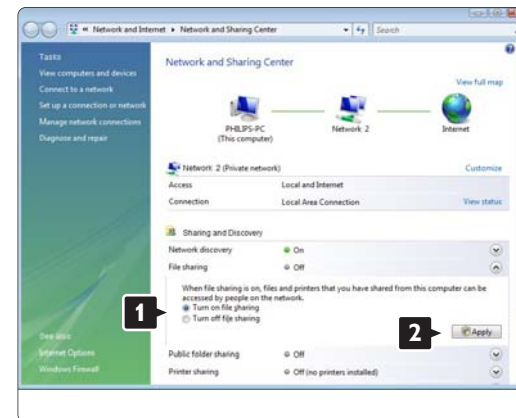 « Network and Internet ▸ Network and Sharing Center
Search
Tasks
View computers and devices
Connect to a network
Set up a connection or network
Manage network connections
Diagnose and repair
See also
Internet Options
Windows Firewall
Network and Sharing Center
View full map
PHILIPS-PC
(This computer)
Network 2
Internet
Network 2 (Private network)
Customize
Access
Local and Internet
Connection
Local Area Connection
View status
Sharing and Discovery
Network discovery
On
File sharing
Off
When file sharing is on, files and printers that you have shared from this computer can be
accessed by people on the network.
1
Turn on file sharing
Turn off file sharing
2
Apply
Public folder sharing
Off
Printer sharing
Off (no printers installed)